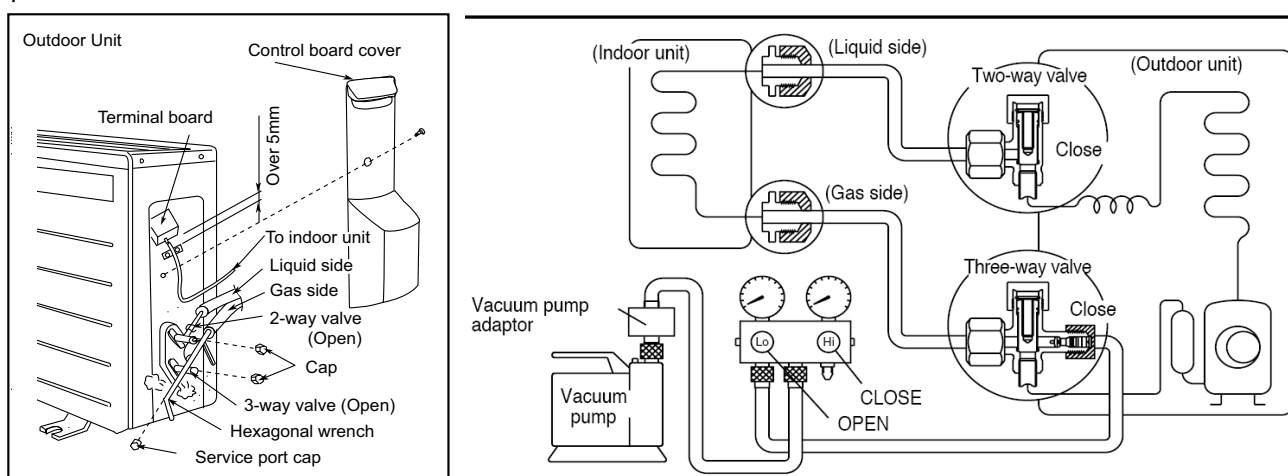 Outdoor Unit
Control board cover
Terminal board
Over 5mm
To indoor unit
Liquid side
Gas side
2-way valve
(Open)
Cap
3-way valve (Open)
Hexagonal wrench
Service port cap
(Indoor unit)
(Liquid side)
Two-way valve
(Outdoor unit)
Close
(Gas side)
Three-way valve
Close
Vacuum pump
adaptor
Lo
Hi
CLOSE
OPEN
Vacuum
pump